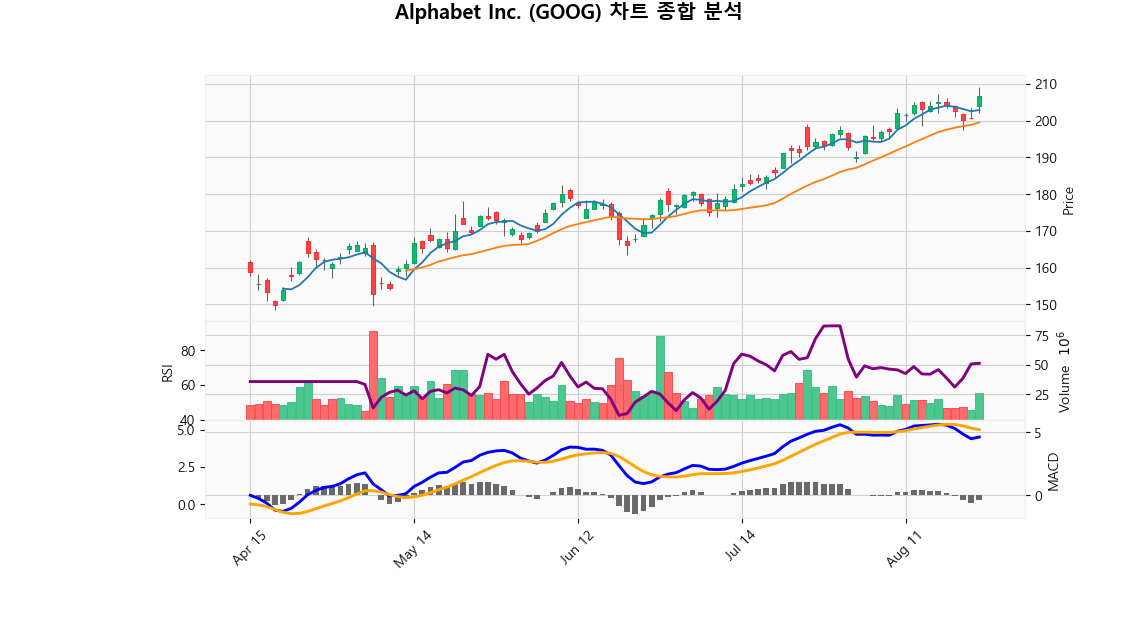 Alphabet Inc. (GOOG) 차트 종합 분석
210
200
190
180
170
160
150
Price
80
60
40
RSI
75
50
25
Volume 10^6
5.0
2.5
0.0
5
0
MACD
Apr 15
May 14
Jun 12
Jul 14
Aug 11